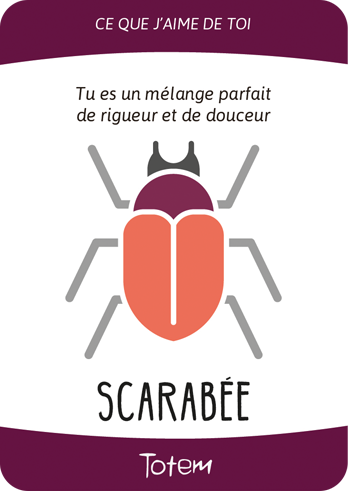 CE QUE J'AIME DE TOI
Tu es un mélange parfait
de rigueur et de douceur
SCARABÉE
Totem